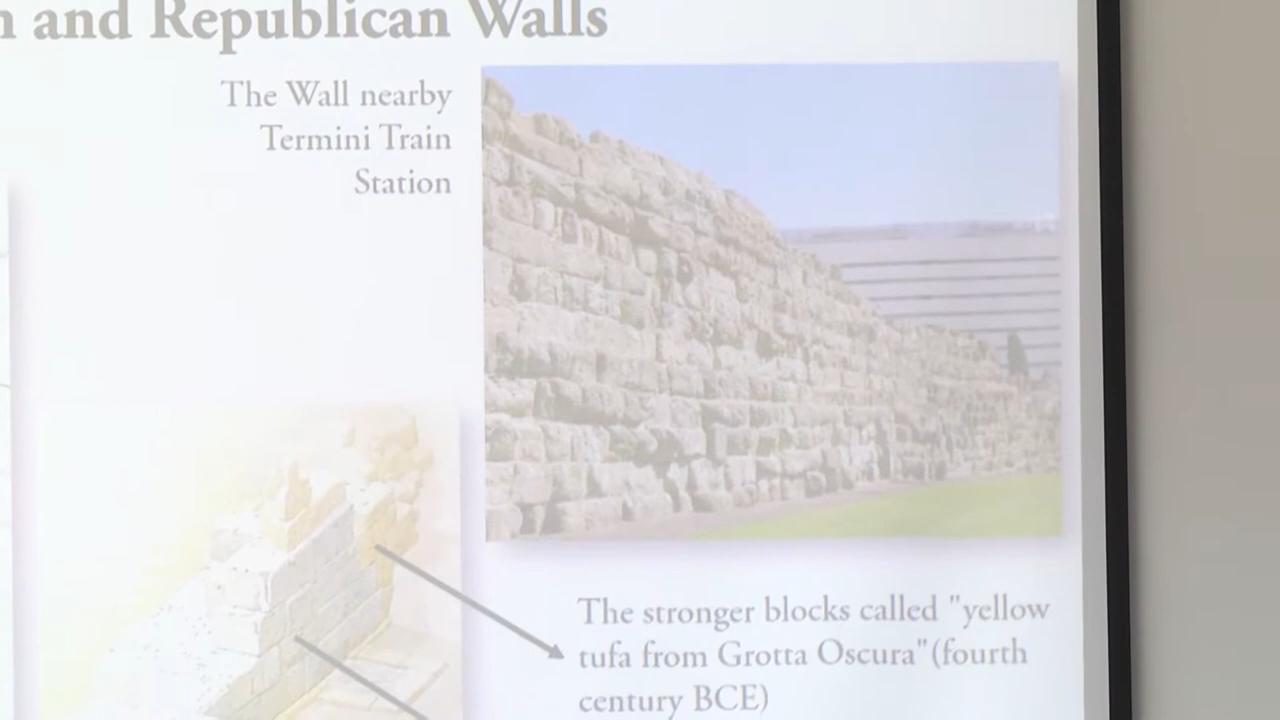 and Republican Walls
The Wall nearby
Termini Train
Station
The stronger blocks called "yellow
tufa from Grotta Oscura"(fourth
century BCE)